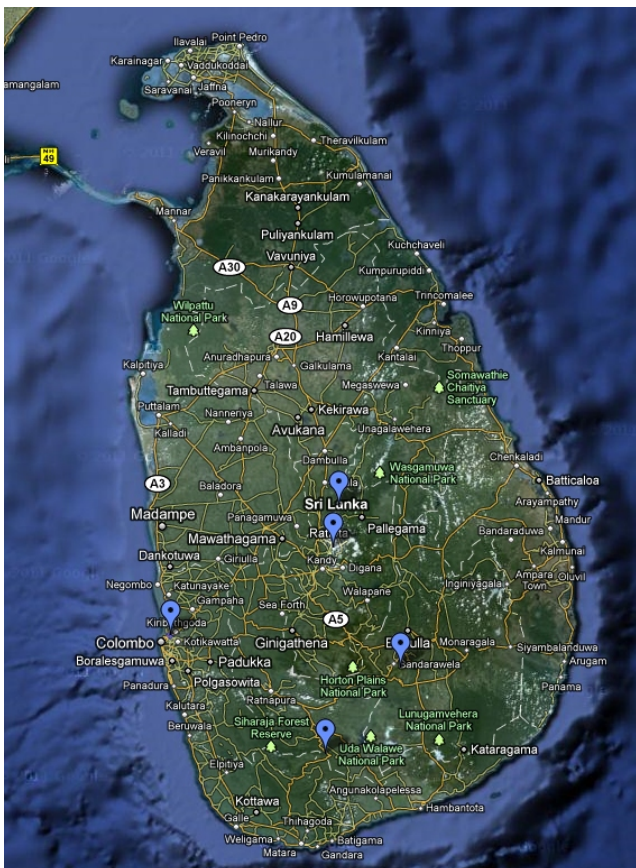 Point Pedro
Ilavalai
Karainagar
Vaddukoddai
amangalam
Saravanai
Jaffna
Pooneryn
Nallur
Kilinochchi
Theravilkulam
Veravil
Murikandy
NH
49
Panikkankulam
Kumulamanai
Kanakarayankulam
Mannar
Puliyankulam
Kuchchaveli
Vavuniya
A30
Kumpurupiddi
Wilpattu
National Park
A9
Horowupotana
Trincomalee
A20
Hamillewa
Kinniya
Thoppur
Anuradhapura
Kantalai
Kalpitiya
Galkulama
Talawa
Megaswewa
Somawathie
Chaitiya
Sanctuary
Tambuttegama
Puttalam
Nanneriya
Kekirawa
Kalladi
Avukana
Unagalawehera
Ambanpola
Dambulla
Chenkaladi
Wasgamuwa
National Park
A3
Baladora
Batticaloa
Sri Lanka
Arayampathy
Madampe
Panagamuwa
Pallegama
Mandur
Bandaraduwa
Mawathagama
Kalmunai
Dankotuwa
Giriulla
Kandy
Digana
Oluvil
Ampara
Town
Negombo
Katunayake
Inginiyagala
Walapane
Gampaha
Sea Forth
A5
Colombo
Kotikawatta
Ginigathena
Monaragala
Siyambalanduwa
Boralesgamuwa
Padukka
Bandarawela
Arugam
Polgasowita
Horton Plains
National Park
Panadura
Panama
Ratnapura
Kalutara
Beruwala
Siharaja Forest
Reserve
Lunugamvehera
National Park
Uda Walawe
National Park
Kataragama
Elpitiya
Angunakolapelessa
Kottawa
Hambantota
Galle
Thihagoda
Weligama
Batigama
Matara
Gandara